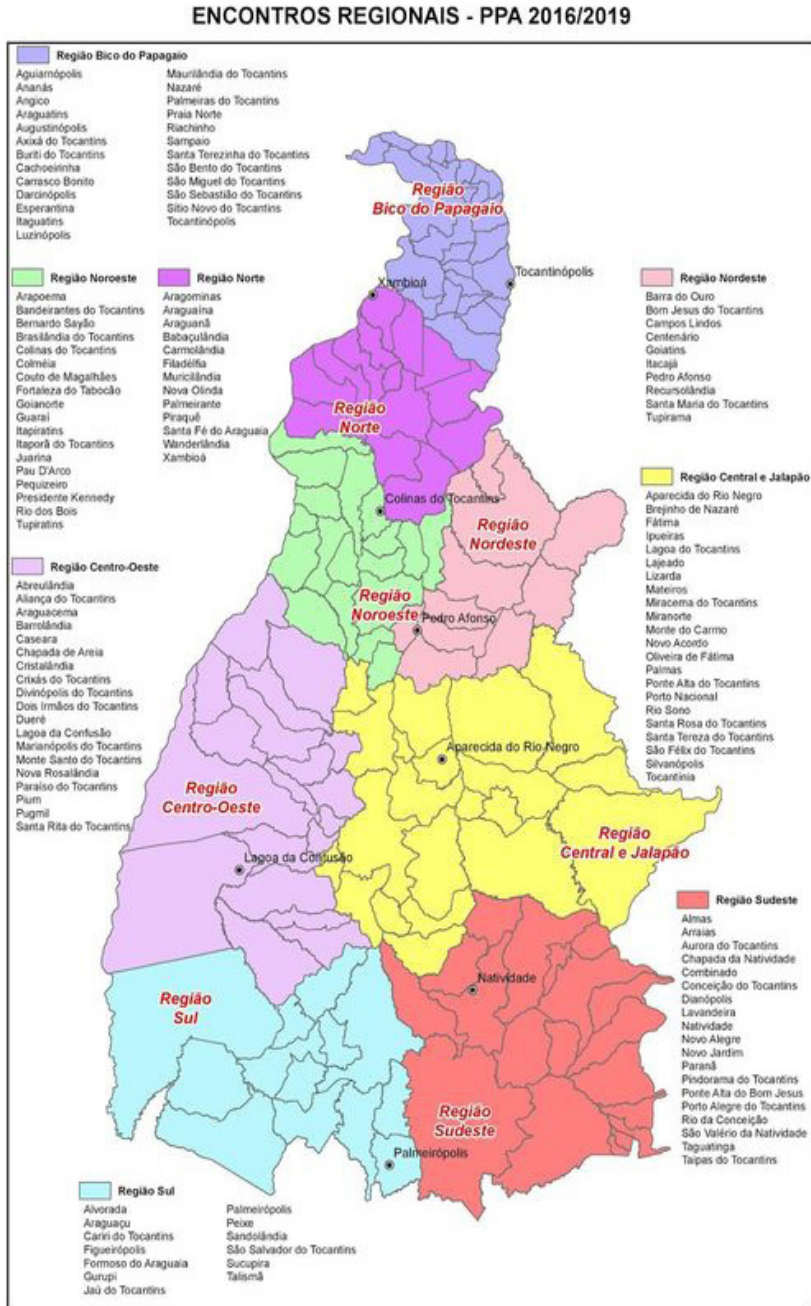 ENCONTROS REGIONAIS - PPA 2016/2019
Região Bico do Papagaio
Aguiarnópolis
Ananás
Angico
Araguatins
Augustinópolis
Axixá do Tocantins
Buriti do Tocantins
Cachoeirinha
Carrasco Bonito
Darcinópolis
Esperantina
Itaguatins
Luzinópolis
Maurilândia do Tocantins
Nazaré
Palmeiras do Tocantins
Praia Norte
Riachinho
Sampaio
Santa Terezinha do Tocantins
São Bento do Tocantins
São Miguel do Tocantins
São Sebastião do Tocantins
Sítio Novo do Tocantins
Tocantinópolis
Região
Bico do Papagaio
Xambioá
Tocantinópolis
Região Noroeste
Arapoema
Bandeirantes do Tocantins
Bernardo Sayão
Brasilândia do Tocantins
Colinas do Tocantins
Colméia
Couto de Magalhães
Fortaleza do Tabocão
Goianorte
Guaraí
Itapiratins
Itaporã do Tocantins
Juarina
Pau D'Arco
Pequizeiro
Presidente Kennedy
Rio dos Bois
Tupiratins
Região Norte
Aragominas
Araguaína
Araguanã
Babaçulândia
Carmolândia
Filadélfia
Muricilândia
Nova Olinda
Palmeirante
Piraquê
Santa Fé do Araguaia
Wanderlândia
Xambioá
Região Nordeste
Barra do Ouro
Bom Jesus do Tocantins
Campos Lindos
Centenário
Goiatins
Itacajá
Pedro Afonso
Recursolândia
Santa Maria do Tocantins
Tupirama
Região
Norte
Colinas do Tocantins
Região
Nordeste
Região
Noroeste
Pedro Afonso
Região Central e Jalapão
Aparecida do Rio Negro
Brejinho de Nazaré
Fátima
Ipueiras
Lagoa do Tocantins
Lajeado
Lizarda
Mateiros
Miracema do Tocantins
Miranorte
Monte do Carmo
Novo Acordo
Oliveira de Fátima
Palmas
Ponte Alta do Tocantins
Porto Nacional
Rio Sono
Santa Rosa do Tocantins
Santa Tereza do Tocantins
São Félix do Tocantins
Silvanópolis
Tocantínia
Região Centro-Oeste
Abreulândia
Aliança do Tocantins
Araguacema
Barrolândia
Caseara
Chapada de Areia
Cristalândia
Crixás do Tocantins
Divinópolis do Tocantins
Dois Irmãos do Tocantins
Dueré
Lagoa da Confusão
Marianópolis do Tocantins
Monte Santo do Tocantins
Nova Rosalândia
Paraíso do Tocantins
Pium
Pugmil
Santa Rita do Tocantins
Aparecida do Rio Negro
Região
Centro-Oeste
Região
Central e Jalapão
Lagoa da Confusão
Região Sudeste
Almas
Arraias
Aurora do Tocantins
Chapada da Natividade
Combinado
Conceição do Tocantins
Dianópolis
Lavandeira
Natividade
Novo Alegre
Novo Jardim
Paranã
Pindorama do Tocantins
Ponte Alta do Bom Jesus
Porto Alegre do Tocantins
Rio da Conceição
São Valério da Natividade
Taguatinga
Taipas do Tocantins
Natividade
Região
Sul
Região
Sudeste
Palmeirópolis
Região Sul
Alvorada
Araguaçu
Cariri do Tocantins
Figueirópolis
Formoso do Araguaia
Gurupi
Jaú do Tocantins
Palmeirópolis
Peixe
Sandolândia
São Salvador do Tocantins
Sucupira
Talismã